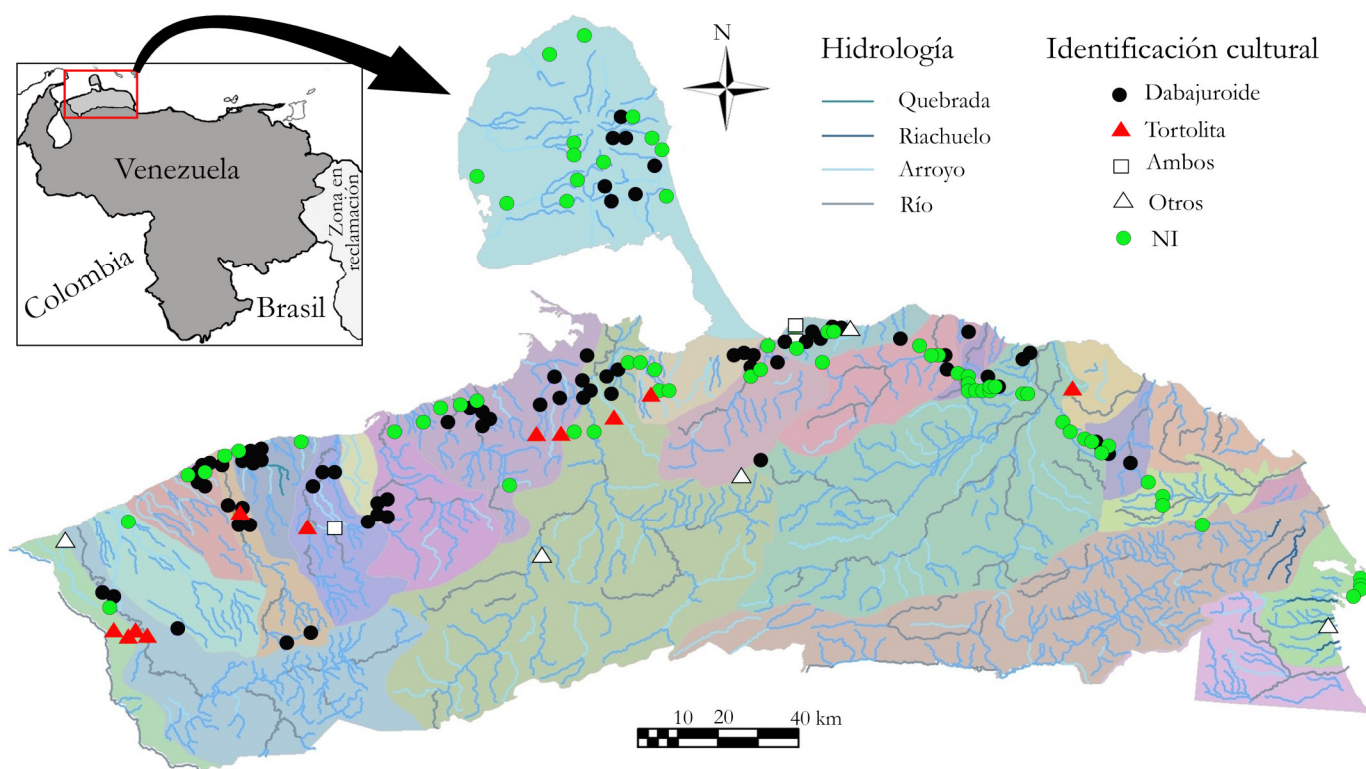 N
Hidrología
Quebrada
Riachuelo
Arroyo
Río
Identificación cultural
Dabajuroide
Tortolita
Ambos
Otros
NI
Venezuela
Colombia
Brasil
Zona en
reclamación
10 20 40 km